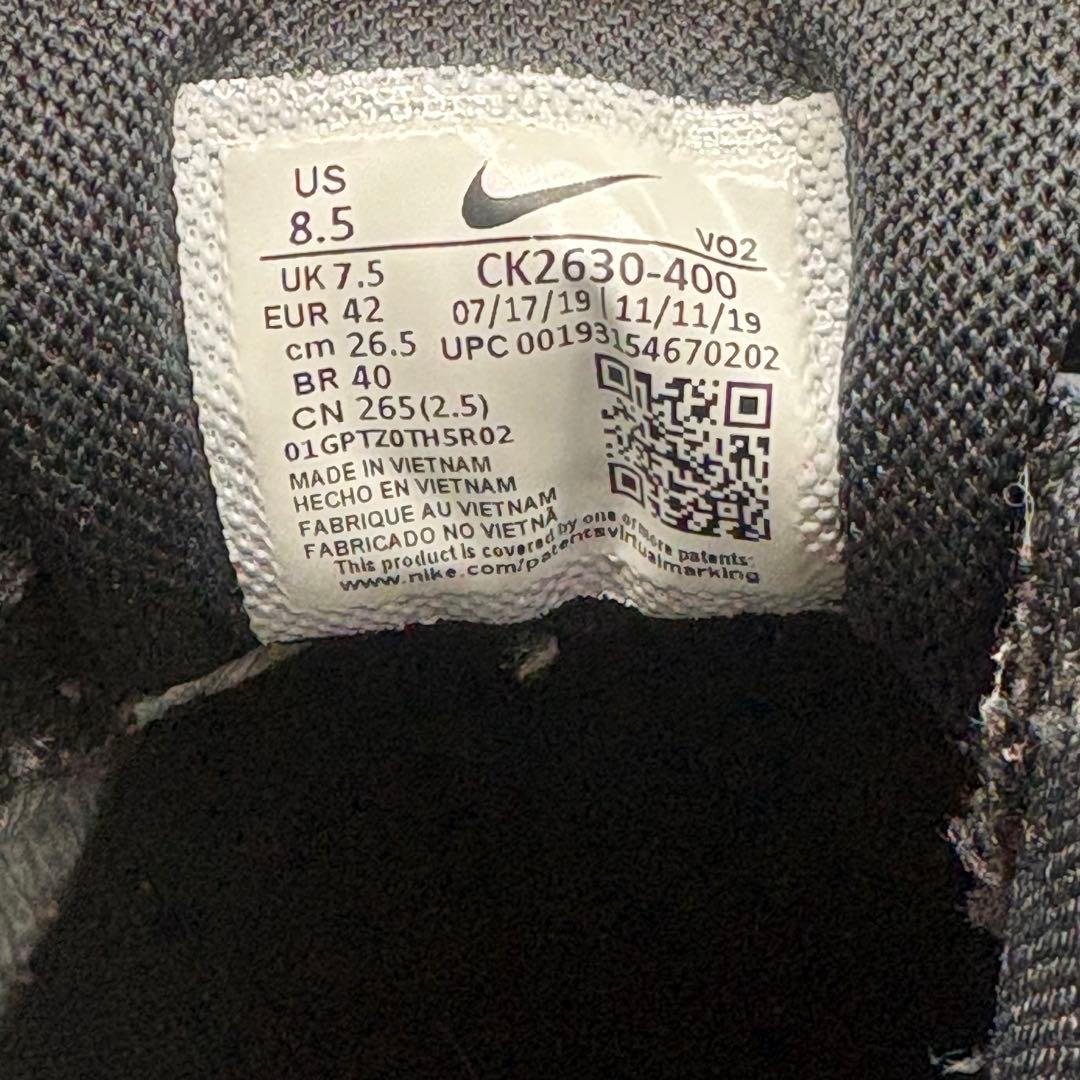 US
8.5
VO2
UK 7.5
CK2630-400
EUR 42
07/17/19 | 11/11/19
cm 26.5
UPC 00193154670202
BR 40
CN 265(2.5)
01GPTZ0TH5R02
MADE IN VIETNAM
HECHO EN VIETNAM
FABRIQUE AU VIETNAM
FABRICADO NO VIETNÃ
This product is covered by one or more patents:
www.nike.com/patentsvirtualmarking